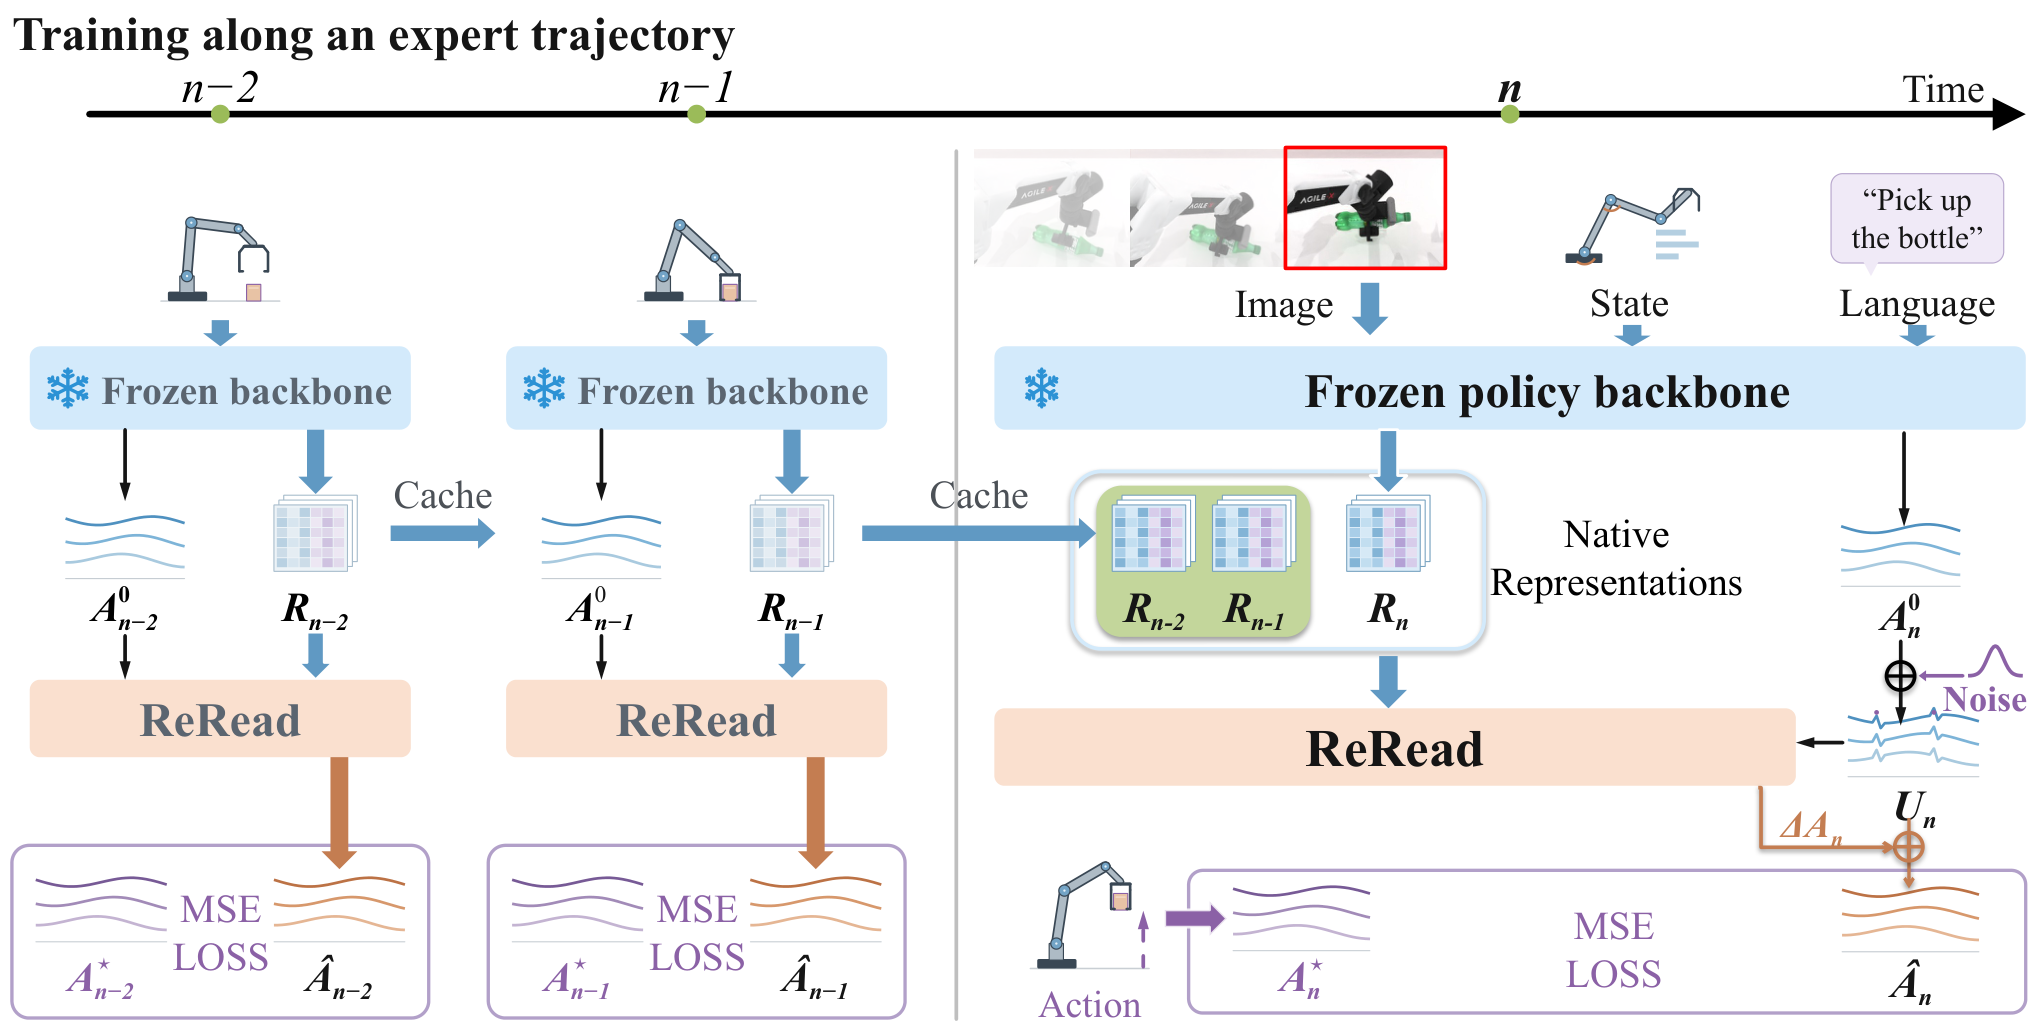 Training along an expert trajectory
n−2
n−1
n
Time
AGILE
AGILE
“Pick up
the bottle”
Image
State
Language
Frozen backbone
Frozen backbone
Frozen policy backbone
Cache
Cache
Native
Representations
A⁰ₙ₋₂
Rₙ₋₂
A⁰ₙ₋₁
Rₙ₋₁
Rₙ₋₂
Rₙ₋₁
Rₙ
A⁰ₙ
Noise
ReRead
ReRead
ReRead
Uₙ
ΔAₙ
MSE
LOSS
A⋆ₙ₋₂
Âₙ₋₂
MSE
LOSS
A⋆ₙ₋₁
Âₙ₋₁
Action
MSE
LOSS
A⋆ₙ
Âₙ